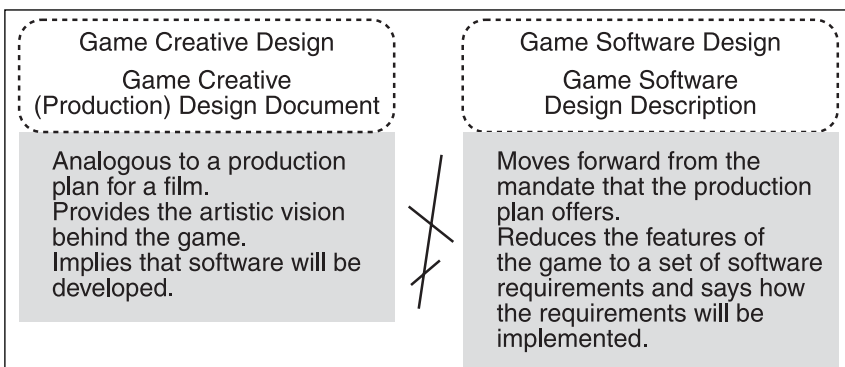 Game Creative Design
Game Creative
(Production) Design Document
Analogous to a production
plan for a film.
Provides the artistic vision
behind the game.
Implies that software will be
developed.
Game Software Design
Game Software
Design Description
Moves forward from the
mandate that the production
plan offers.
Reduces the features of
the game to a set of software
requirements and says how
the requirements will be
implemented.